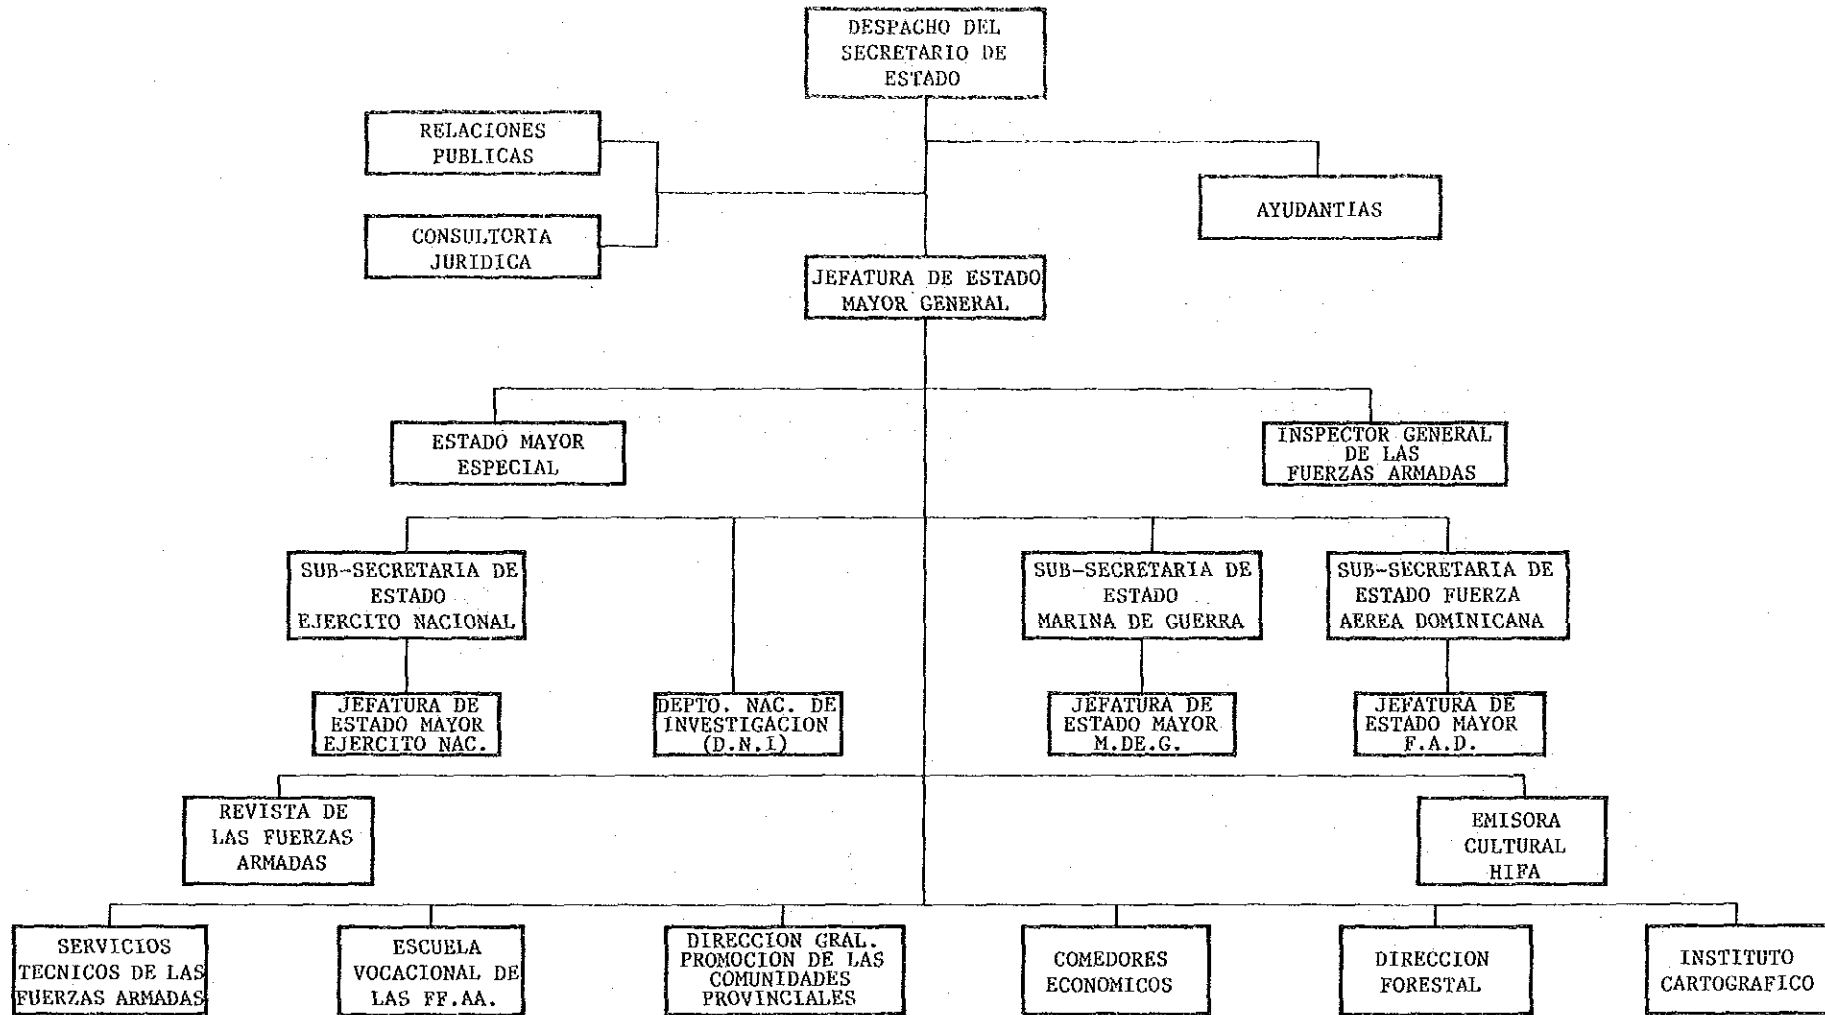 DESPACHO DEL
SECRETARIO DE
ESTADO
RELACIONES
PUBLICAS
AYUDANTIAS
CONSULTORIA
JURIDICA
JEFATURA DE ESTADO
MAYOR GENERAL
ESTADO MAYOR
ESPECIAL
INSPECTOR GENERAL
DE LAS
FUERZAS ARMADAS
SUB-SECRETARIA DE
ESTADO
EJERCITO NACIONAL
SUB-SECRETARIA DE
ESTADO
MARINA DE GUERRA
SUB-SECRETARIA DE
ESTADO FUERZA
AEREA DOMINICANA
JEFATURA DE
ESTADO MAYOR
EJERCITO NAC.
DEPTO. NAC. DE
INVESTIGACION
(D.N.I)
JEFATURA DE
ESTADO MAYOR
M.DE.G.
JEFATURA DE
ESTADO MAYOR
F.A.D.
REVISTA DE
LAS FUERZAS
ARMADAS
EMISORA
CULTURAL
HIFA
SERVICIOS
TECNICOS DE LAS
FUERZAS ARMADAS
ESCUELA
VOCACIONAL DE
LAS FF.AA.
DIRECCION GRAL.
PROMOCION DE LAS
COMUNIDADES
PROVINCIALES
COMEDORES
ECONOMICOS
DIRECCION
FORESTAL
INSTITUTO
CARTOGRAFICO